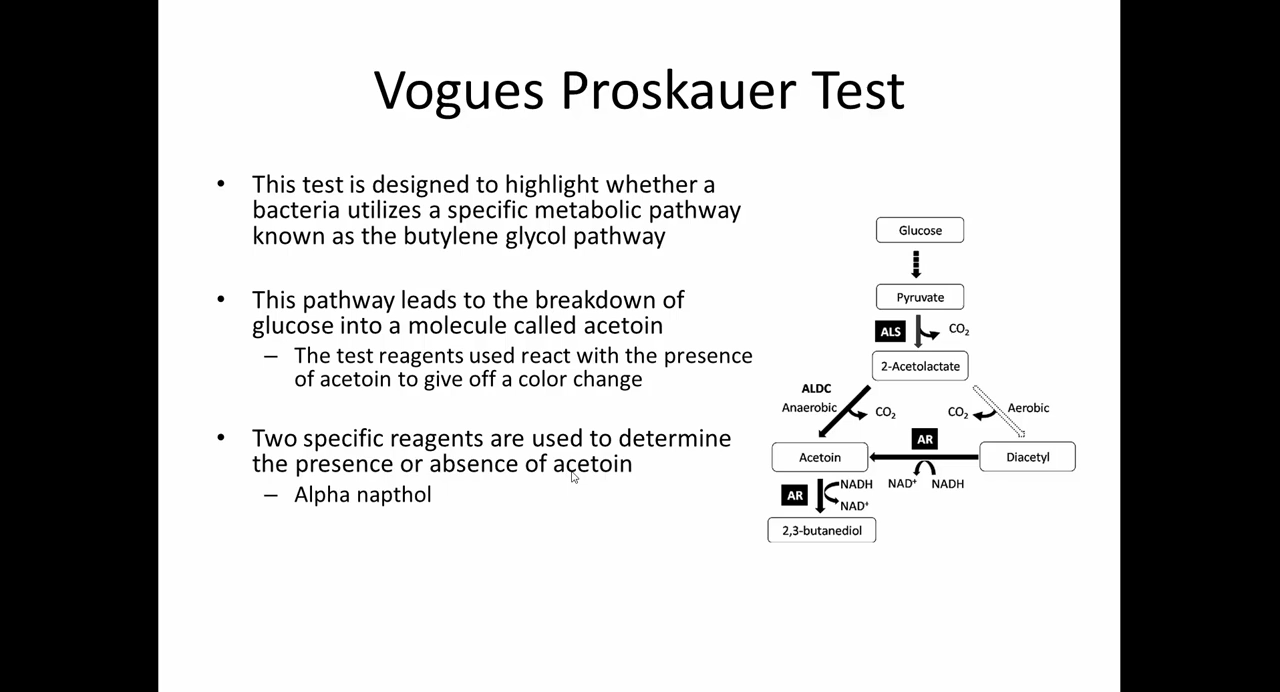 Vogues Proskauer Test
• This test is designed to highlight whether a
bacteria utilizes a specific metabolic pathway
known as the butylene glycol pathway
• This pathway leads to the breakdown of
glucose into a molecule called acetoin
– The test reagents used react with the presence
of acetoin to give off a color change
• Two specific reagents are used to determine
the presence or absence of acetoin
– Alpha napthol
Glucose
Pyruvate
ALS
CO₂
2-Acetolactate
ALDC
Anaerobic
CO₂
CO₂
Aerobic
AR
Acetoin
Diacetyl
NADH
NAD⁺
NAD⁺
NADH
AR
2,3-butanediol